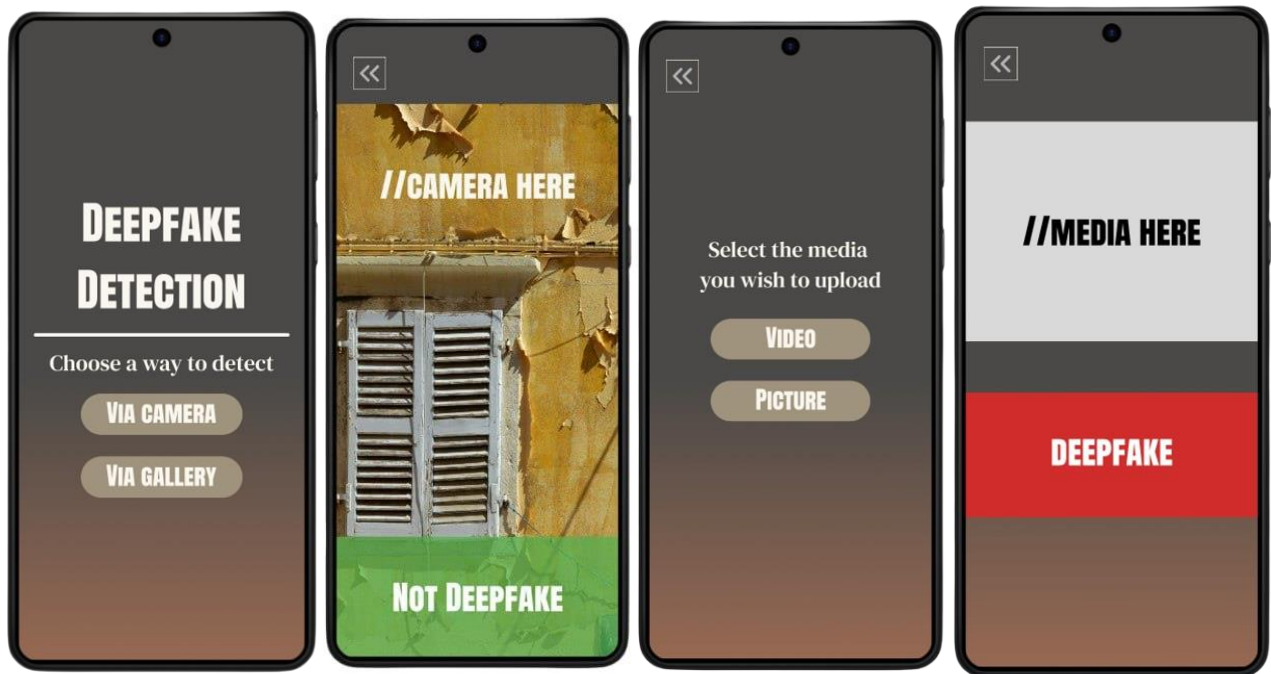 Deepfake
Detection
Choose a way to detect
Via camera
Via gallery
//CAMERA HERE
Not Deepfake
Select the media
you wish to upload
Video
Picture
//MEDIA HERE
DEEPFAKE